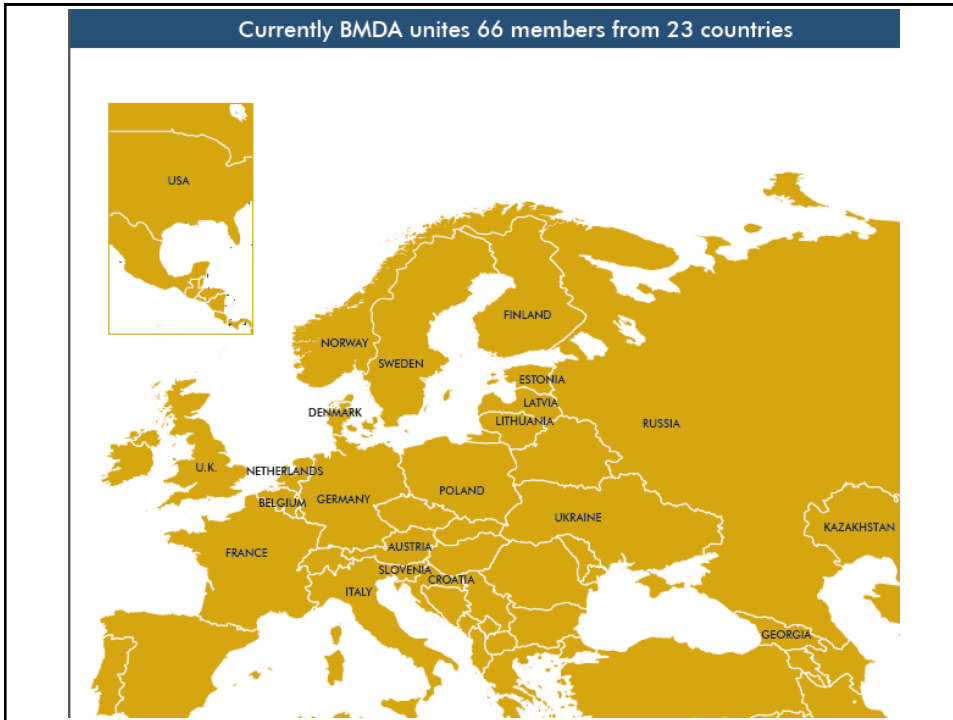 Currently BMDA unites 66 members from 23 countries
USA
FINLAND
NORWAY
SWEDEN
ESTONIA
DENMARK
LATVIA
LITHUANIA
RUSSIA
U.K.
NETHERLANDS
BELGIUM
GERMANY
POLAND
UKRAINE
KAZAKHSTAN
FRANCE
AUSTRIA
SLOVENIA
CROATIA
ITALY
GEORGIA